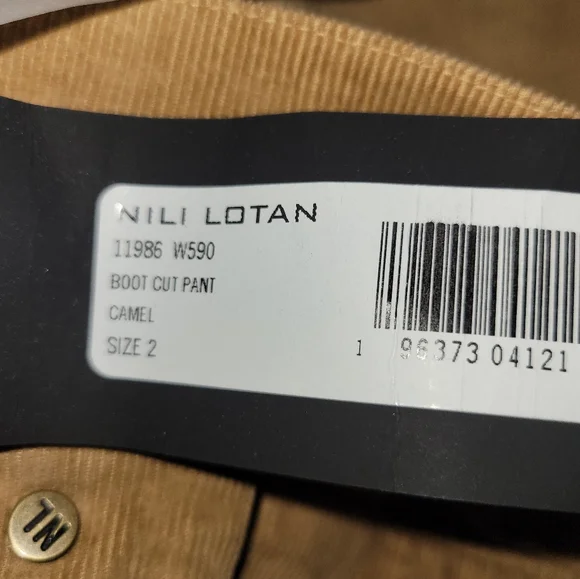 NILI LOTAN
11986 W590
BOOT CUT PANT
CAMEL
SIZE 2
1 96373 04121
NL